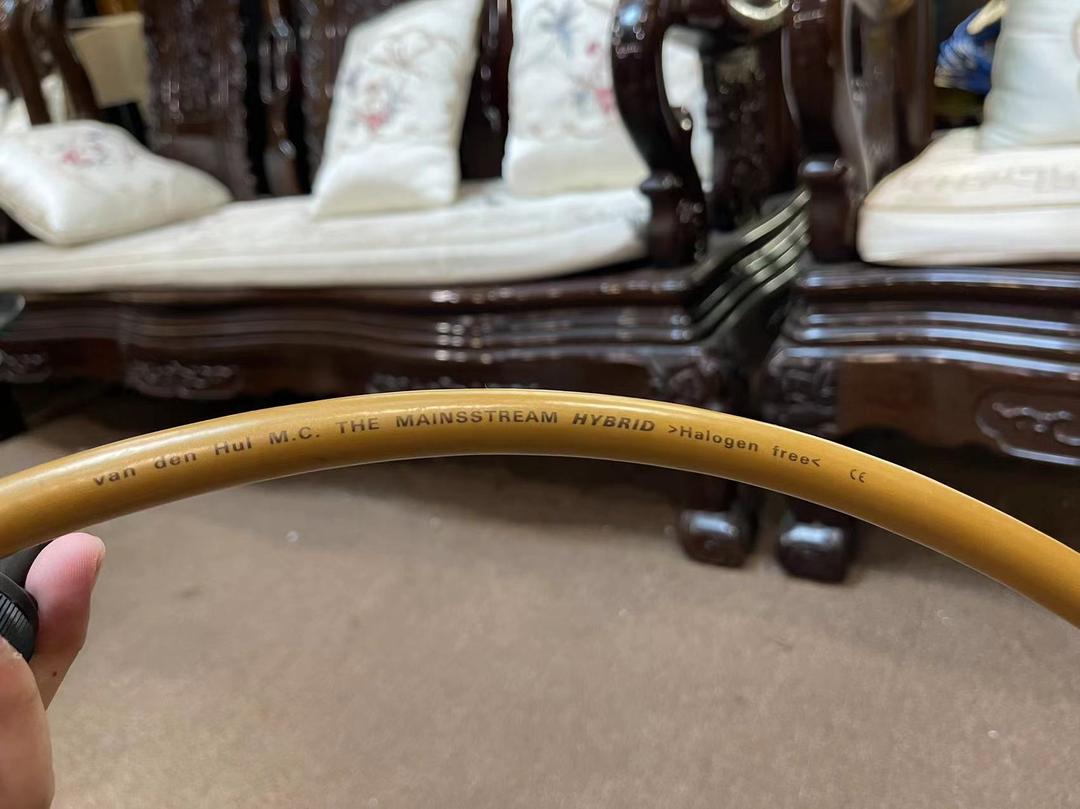 van den Hul M.C. THE MAINSSTREAM HYBRID >Halogen free< CE